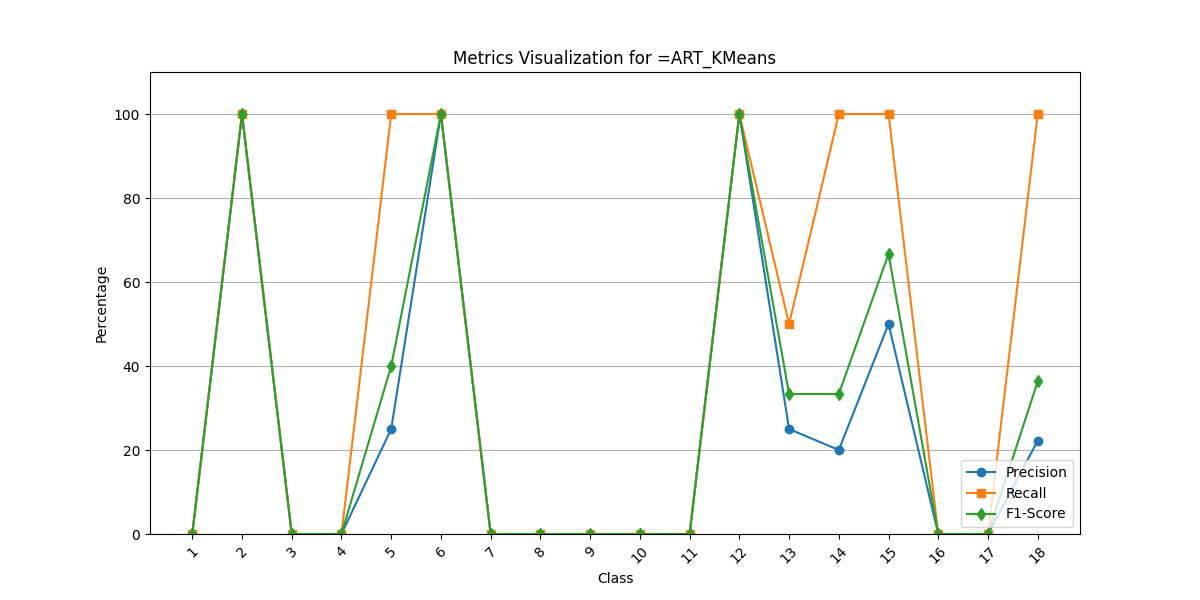 Metrics Visualization for =ART_KMeans
Percentage
100
80
60
40
20
0
Precision
Recall
F1-Score
1 2 3 4 5 6 7 8 9 10 11 12 13 14 15 16 17 18
Class